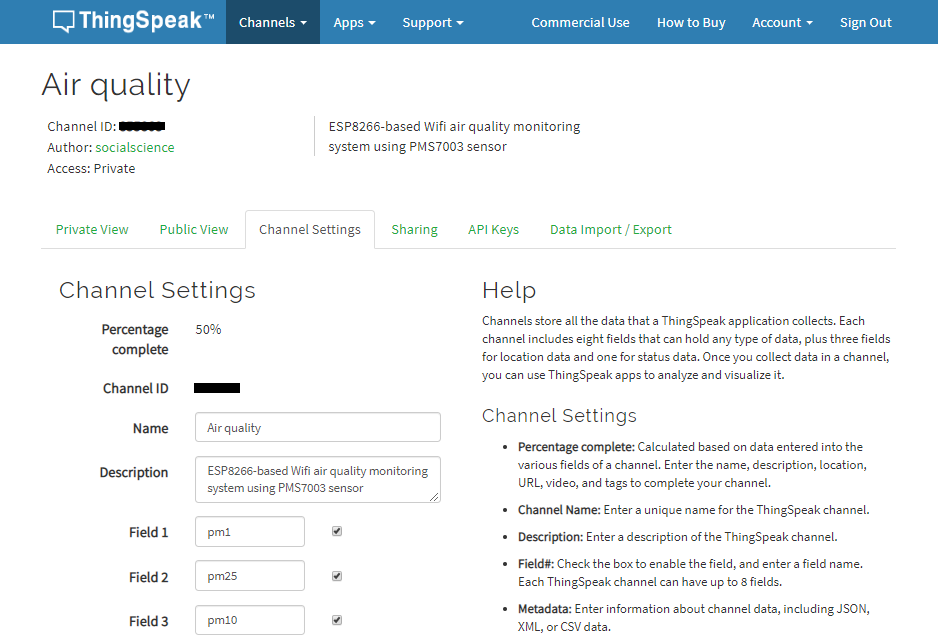 ThingSpeak™ Channels Apps Support Commercial Use How to Buy Account Sign Out
Air quality
Channel ID:
Author: socialscience
Access: Private
ESP8266-based Wifi air quality monitoring
system using PMS7003 sensor
Private View Public View Channel Settings Sharing API Keys Data Import / Export
Channel Settings
Percentage complete 50%
Channel ID
Name Air quality
Description ESP8266-based Wifi air quality monitoring
system using PMS7003 sensor
Field 1 pm1
Field 2 pm25
Field 3 pm10
Help
Channels store all the data that a ThingSpeak application collects. Each
channel includes eight fields that can hold any type of data, plus three fields
for location data and one for status data. Once you collect data in a channel,
you can use ThingSpeak apps to analyze and visualize it.
Channel Settings
• Percentage complete: Calculated based on data entered into the
various fields of a channel. Enter the name, description, location,
URL, video, and tags to complete your channel.
• Channel Name: Enter a unique name for the ThingSpeak channel.
• Description: Enter a description of the ThingSpeak channel.
• Field#: Check the box to enable the field, and enter a field name.
Each ThingSpeak channel can have up to 8 fields.
• Metadata: Enter information about channel data, including JSON,
XML, or CSV data.